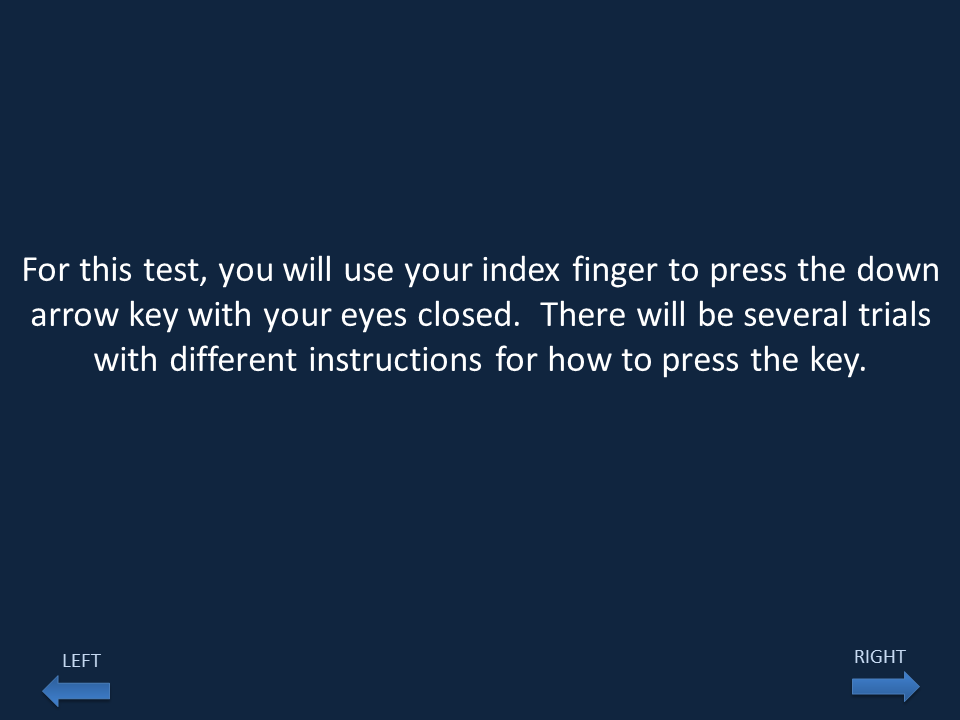 For this test, you will use your index finger to press the down
arrow key with your eyes closed.  There will be several trials
with different instructions for how to press the key.
LEFT
RIGHT